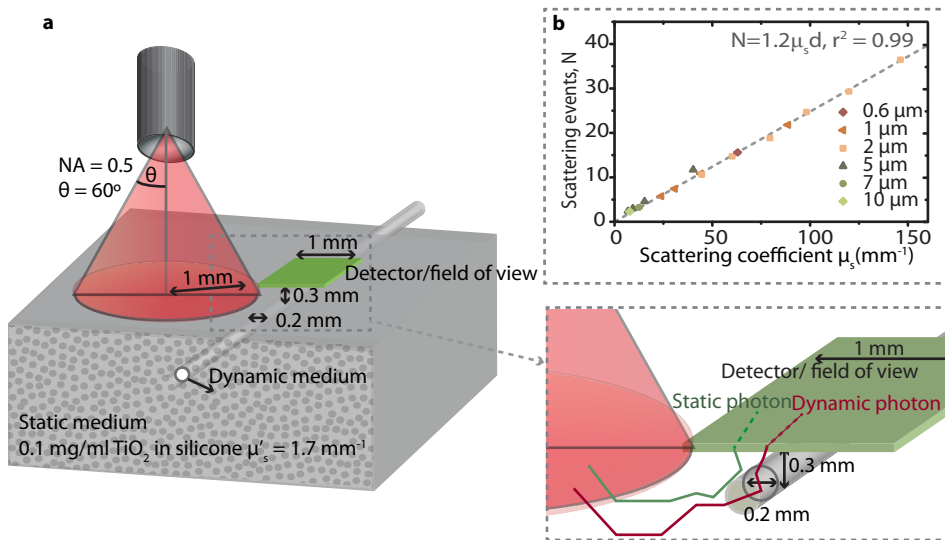 a
NA = 0.5
θ = 60º
θ
1 mm
1 mm
Detector/field of view
0.3 mm
0.2 mm
Dynamic medium
Static medium
0.1 mg/ml TiO₂ in silicone µ′ₛ = 1.7 mm⁻¹
b
N=1.2µₛd, r² = 0.99
Scattering events, N
40
30
20
10
0
0
50
100
150
Scattering coefficient µₛ(mm⁻¹)
0.6 µm
1 µm
2 µm
5 µm
7 µm
10 µm
1 mm
Detector/ field of view
Static photon
Dynamic photon
0.3 mm
0.2 mm